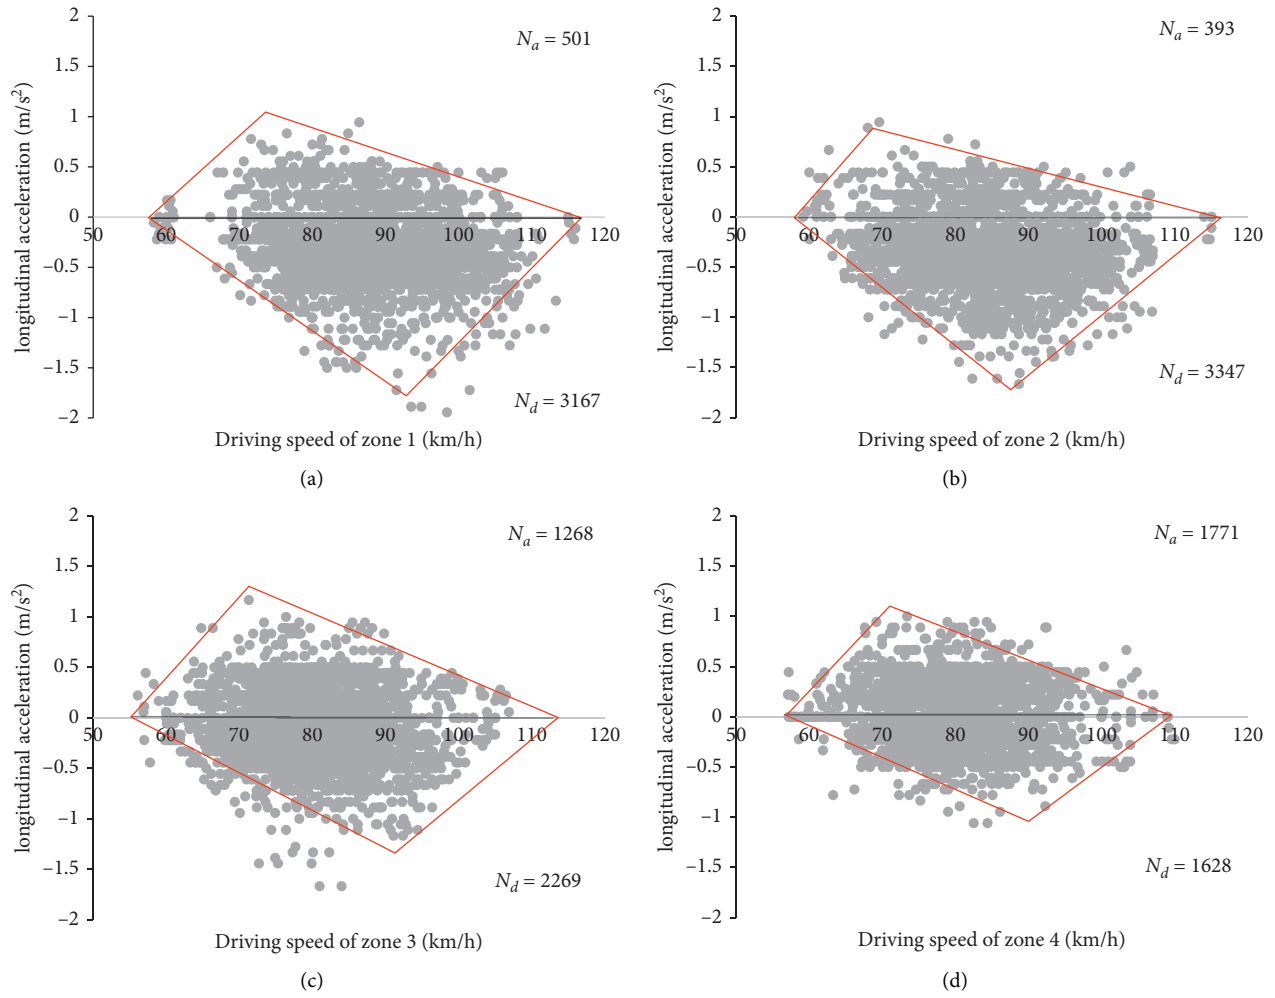 2
1.5
1
0.5
0
−0.5
−1
−1.5
−2
50 60 70 80 90 100 110 120
longitudinal acceleration (m/s²)
Nₐ = 501
N_d = 3167
Driving speed of zone 1 (km/h)
(a)
2
1.5
1
0.5
0
−0.5
−1
−1.5
−2
50 60 70 80 90 100 110 120
longitudinal acceleration (m/s²)
Nₐ = 393
N_d = 3347
Driving speed of zone 2 (km/h)
(b)
2
1.5
1
0.5
0
−0.5
−1
−1.5
−2
50 60 70 80 90 100 110 120
longitudinal acceleration (m/s²)
Nₐ = 1268
N_d = 2269
Driving speed of zone 3 (km/h)
(c)
2
1.5
1
0.5
0
−0.5
−1
−1.5
−2
50 60 70 80 90 100 110 120
longitudinal acceleration (m/s²)
Nₐ = 1771
N_d = 1628
Driving speed of zone 4 (km/h)
(d)